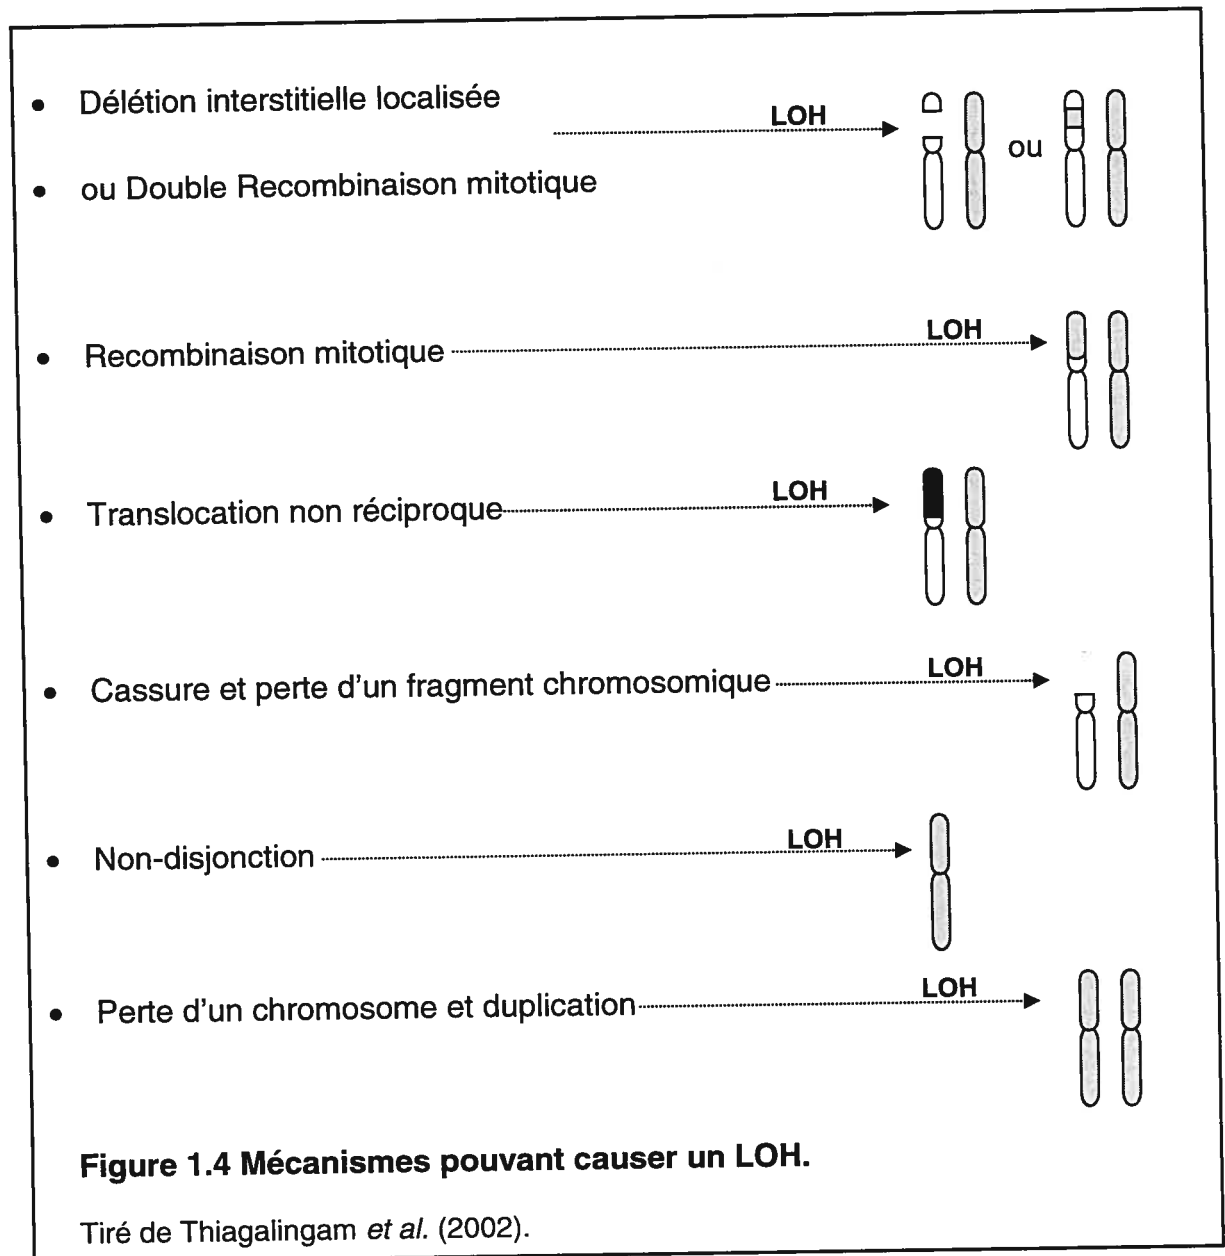 • Délétion interstitielle localisée
LOH
ou
• ou Double Recombinaison mitotique
• Recombinaison mitotique
LOH
• Translocation non réciproque
LOH
• Cassure et perte d'un fragment chromosomique
LOH
• Non-disjonction
LOH
• Perte d'un chromosome et duplication
LOH
Figure 1.4 Mécanismes pouvant causer un LOH.
Tiré de Thiagalingam et al. (2002).